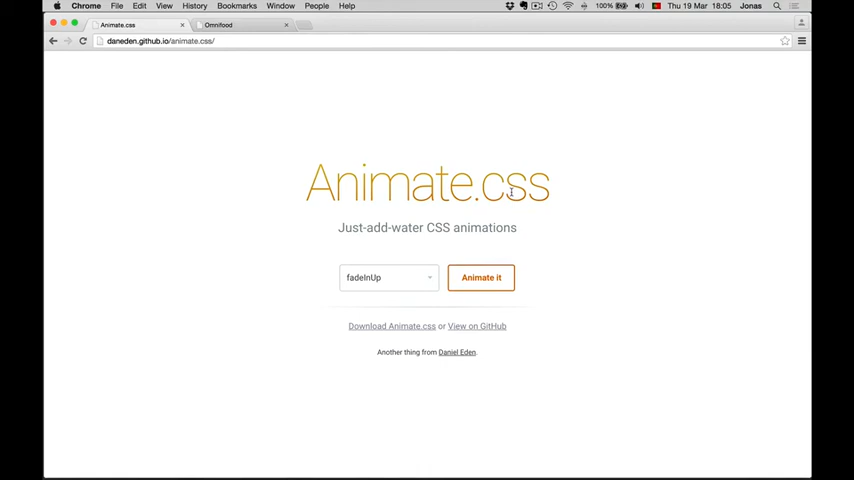 Chrome File Edit View History Bookmarks Window People Help 100% Thu 19 Mar 18:05 Jonas
Animate.css Omnifood
daneden.github.io/animate.css/
Animate.css
Just-add-water CSS animations
fadeInUp Animate it
Download Animate.css or View on GitHub
Another thing from Daniel Eden.